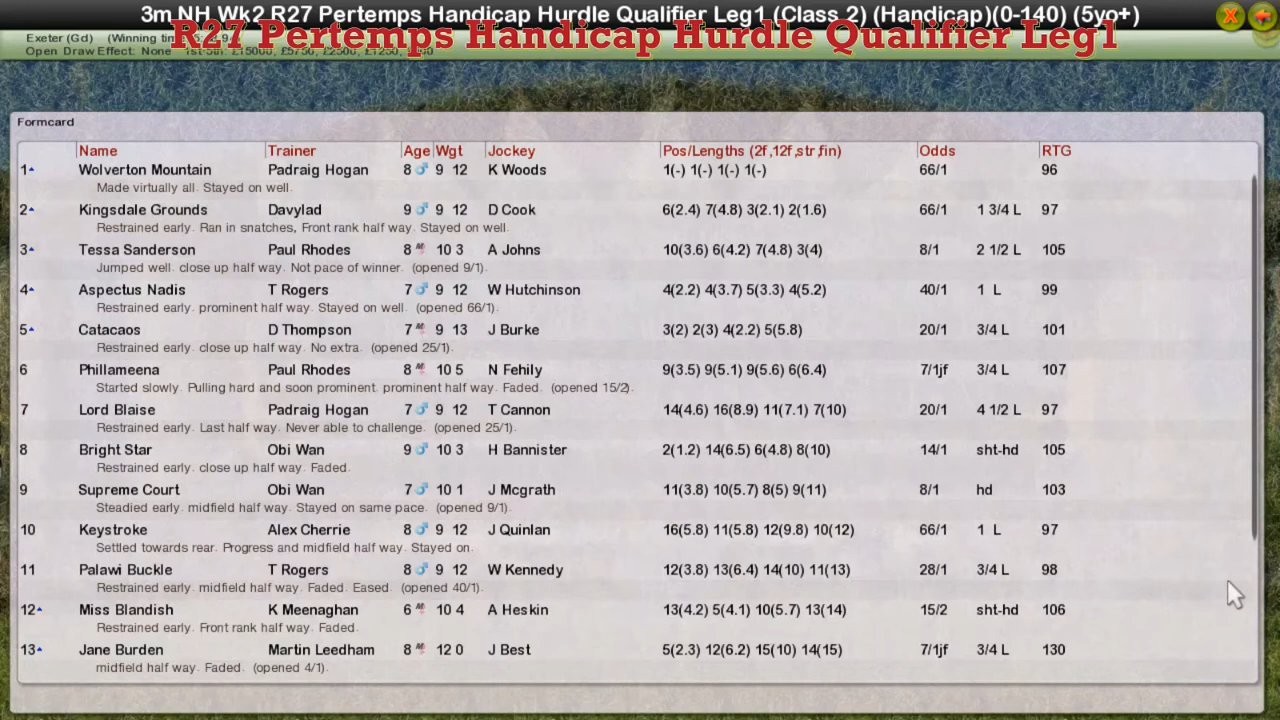 3m NH Wk2 R27 Pertemps Handicap Hurdle Qualifier Leg1 (Class 2) (Handicap)(0-140) (5yo+)
R27 Pertemps Handicap Hurdle Qualifier Leg1
Exeter (Gd) (Winning
Open Draw Effect: None 1st-5th: £15000, £5750, £2500, £1250,
Formcard
Name Trainer Age Wgt Jockey Pos/Lengths (2f,12f,str,fin) Odds RTG
1 Wolverton Mountain Padraig Hogan 8 9 12 K Woods 1(-) 1(-) 1(-) 1(-) 66/1 96
Made virtually all. Stayed on well.
2 Kingsdale Grounds Davylad 9 9 12 D Cook 6(2.4) 7(4.8) 3(2.1) 2(1.6) 66/1 1 3/4 L 97
Restrained early. Ran in snatches, Front rank half way. Stayed on well.
3 Tessa Sanderson Paul Rhodes 8 10 3 A Johns 10(3.6) 6(4.2) 7(4.8) 3(4) 8/1 2 1/2 L 105
Jumped well. close up half way. Not pace of winner. (opened 9/1).
4 Aspectus Nadis T Rogers 7 9 12 W Hutchinson 4(2.2) 4(3.7) 5(3.3) 4(5.2) 40/1 1 L 99
Restrained early. prominent half way. Stayed on well. (opened 66/1).
5 Catacaos D Thompson 7 9 13 J Burke 3(2) 2(3) 4(2.2) 5(5.8) 20/1 3/4 L 101
Restrained early. close up half way. No extra. (opened 25/1).
6 Phillameena Paul Rhodes 8 10 5 N Fehily 9(3.5) 9(5.1) 9(5.6) 6(6.4) 7/1jf 3/4 L 107
Started slowly. Pulling hard and soon prominent. prominent half way. Faded. (opened 15/2).
7 Lord Blaise Padraig Hogan 7 9 12 T Cannon 14(4.6) 16(8.9) 11(7.1) 7(10) 20/1 4 1/2 L 97
Restrained early. Last half way. Never able to challenge. (opened 25/1).
8 Bright Star Obi Wan 9 10 3 H Bannister 2(1.2) 14(6.5) 6(4.8) 8(10) 14/1 sht-hd 105
Restrained early. close up half way. Faded.
9 Supreme Court Obi Wan 7 10 1 J Mcgrath 11(3.8) 10(5.7) 8(5) 9(11) 8/1 hd 103
Steadied early. midfield half way. Stayed on same pace. (opened 9/1).
10 Keystroke Alex Cherrie 8 9 12 J Quinlan 16(5.8) 11(5.8) 12(9.8) 10(12) 66/1 1 L 97
Settled towards rear. Progress and midfield half way. Stayed on.
11 Palawi Buckle T Rogers 8 9 12 W Kennedy 12(3.8) 13(6.4) 14(10) 11(13) 28/1 3/4 L 98
Restrained early. midfield half way. Faded. Eased. (opened 40/1).
12 Miss Blandish K Meenaghan 6 10 4 A Heskin 13(4.2) 5(4.1) 10(5.7) 13(14) 15/2 sht-hd 106
Restrained early. Front rank half way. Faded.
13 Jane Burden Martin Leedham 8 12 0 J Best 5(2.3) 12(6.2) 15(10) 14(15) 7/1jf 3/4 L 130
midfield half way. Faded. (opened 4/1).